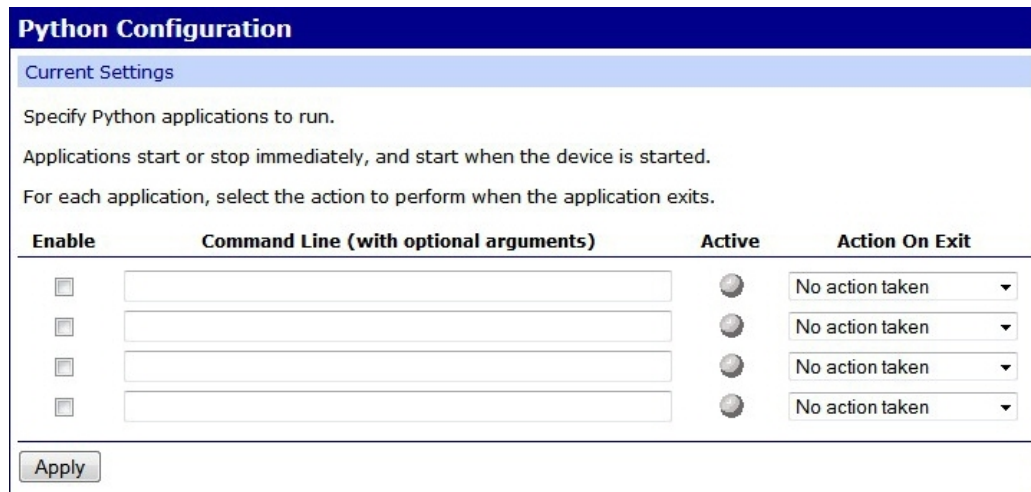 Python Configuration
Current Settings
Specify Python applications to run.
Applications start or stop immediately, and start when the device is started.
For each application, select the action to perform when the application exits.
Enable Command Line (with optional arguments) Active Action On Exit
No action taken
No action taken
No action taken
No action taken
Apply